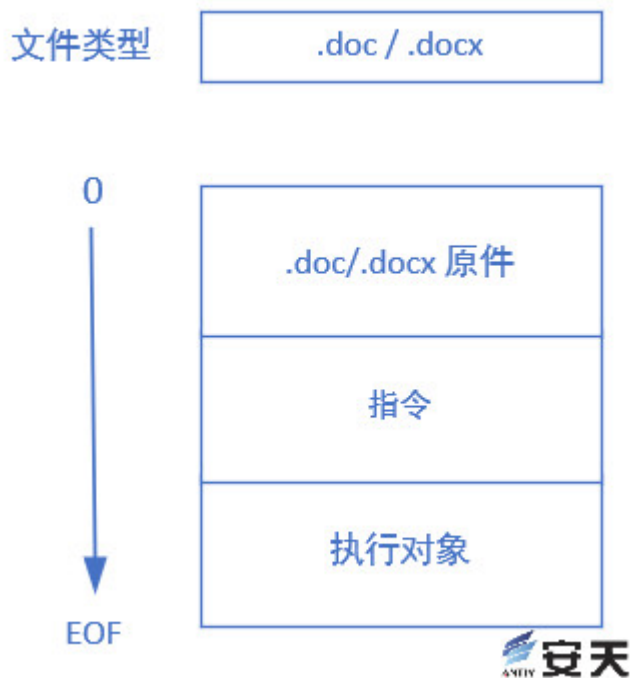 文件类型
.doc / .docx
0
.doc/.docx 原件
指令
执行对象
EOF
安天
ANTIY